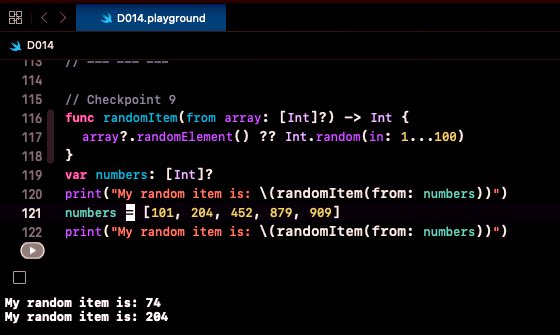 D014.playground
D014
113 // --- --- ---
114
115 // Checkpoint 9
116 func randomItem(from array: [Int]?) -> Int {
117 array?.randomElement() ?? Int.random(in: 1...100)
118 }
119 var numbers: [Int]?
120 print("My random item is: \(randomItem(from: numbers))")
121 numbers = [101, 204, 452, 879, 909]
122 print("My random item is: \(randomItem(from: numbers))")
My random item is: 74
My random item is: 204